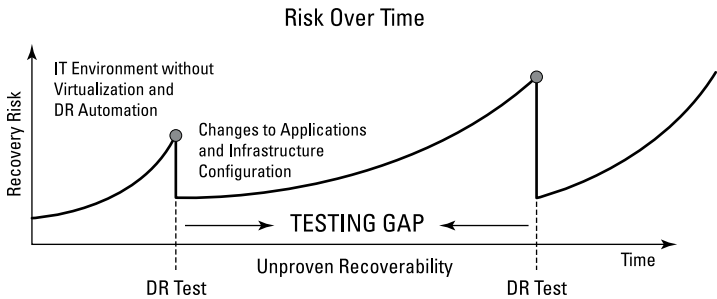 Risk Over Time
IT Environment without
Virtualization and
DR Automation
Changes to Applications
and Infrastructure
Configuration
Recovery Risk
TESTING GAP
Unproven Recoverability
Time
DR Test
DR Test